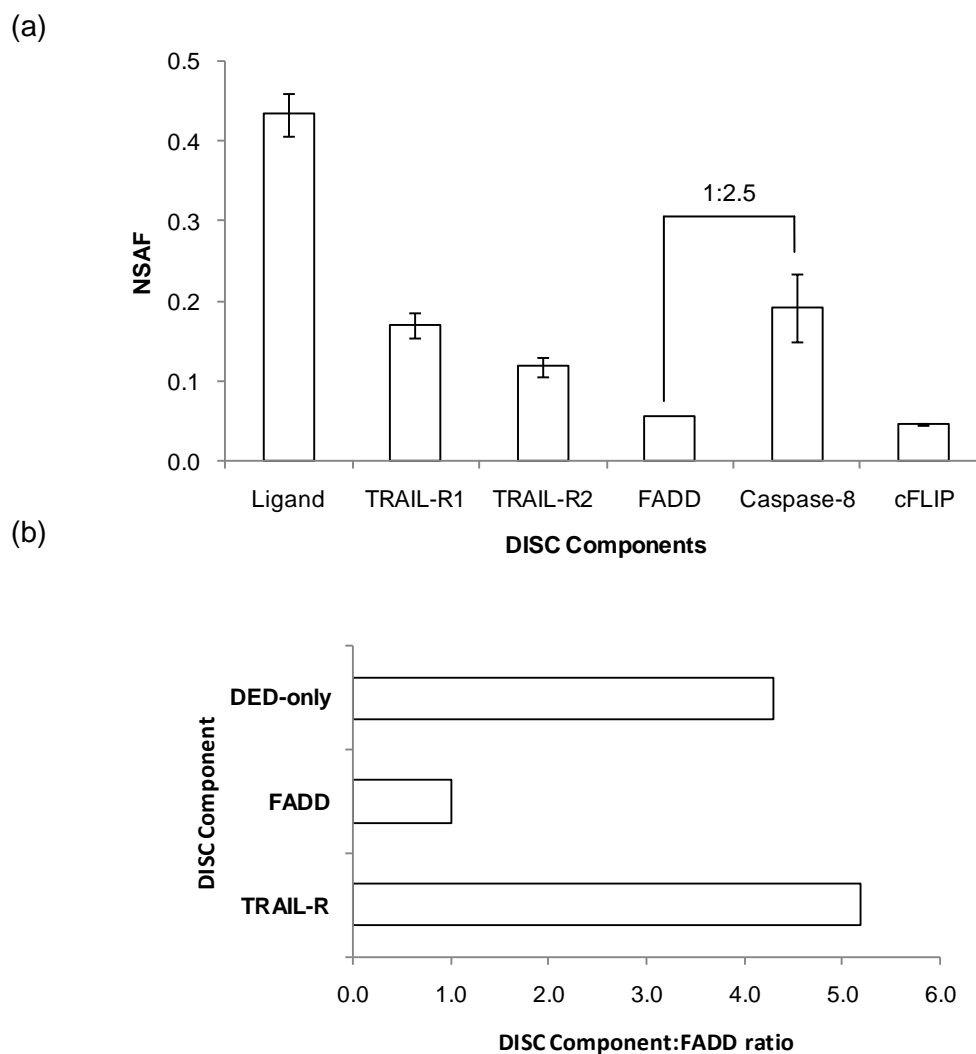 (a)
0.5
0.4
0.3
0.2
0.1
0.0
NSAF
1:2.5
Ligand TRAIL-R1 TRAIL-R2 FADD Caspase-8 cFLIP
DISC Components
(b)
DISC Component
DED-only
FADD
TRAIL-R
0.0 1.0 2.0 3.0 4.0 5.0 6.0
DISC Component:FADD ratio